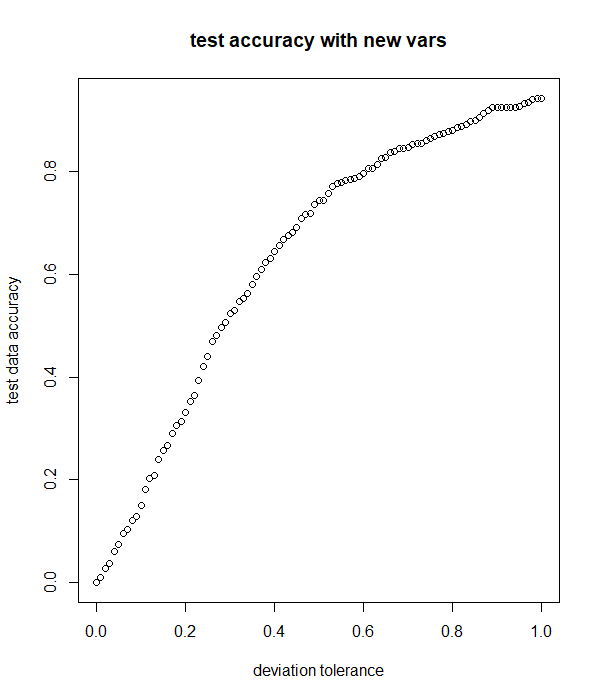 test accuracy with new vars
test data accuracy
0.8
0.6
0.4
0.2
0.0
0.0 0.2 0.4 0.6 0.8 1.0
deviation tolerance